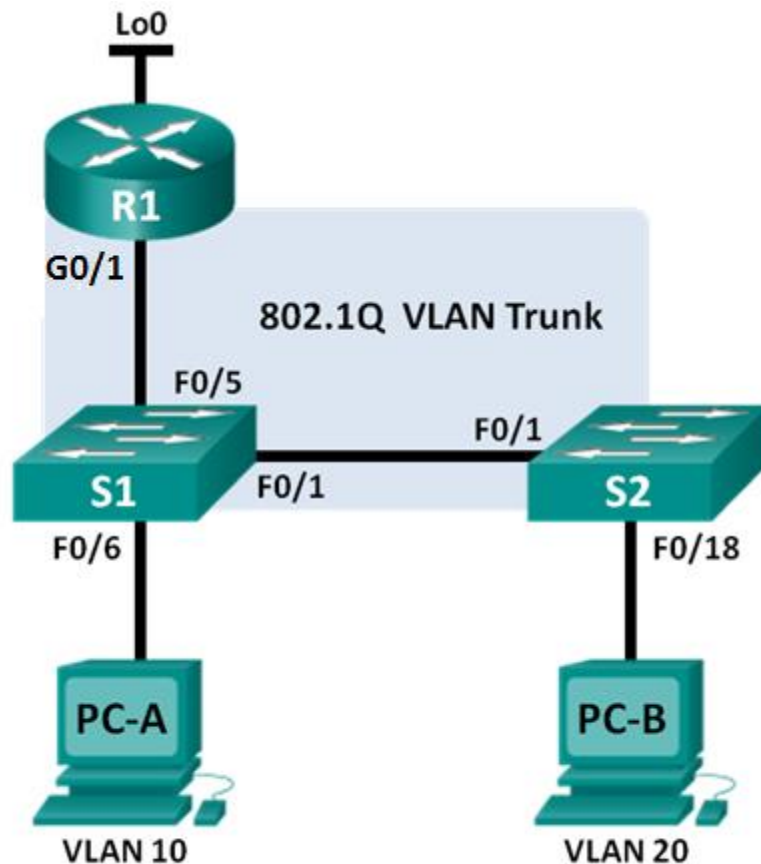 Lo0
R1
G0/1
802.1Q VLAN Trunk
F0/5
F0/1
S1
F0/1
S2
F0/6
F0/18
PC-A
PC-B
VLAN 10
VLAN 20